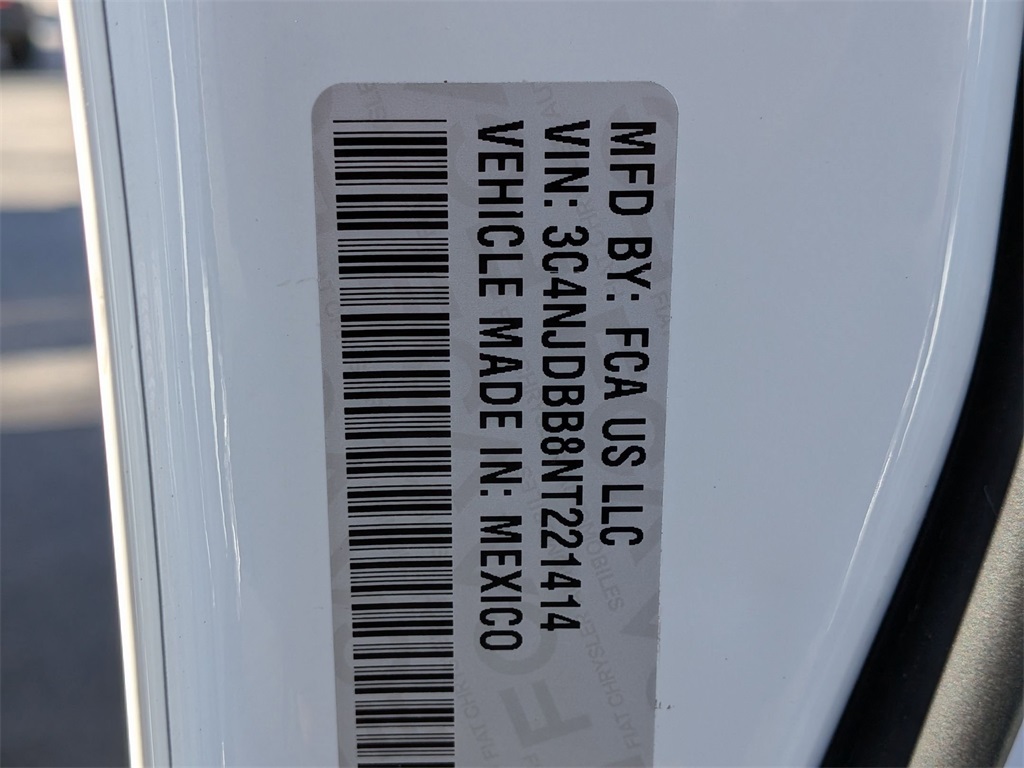 MFD BY: FCA US LLC
VIN: 3C4NJDBB8NT221414
VEHICLE MADE IN: MEXICO